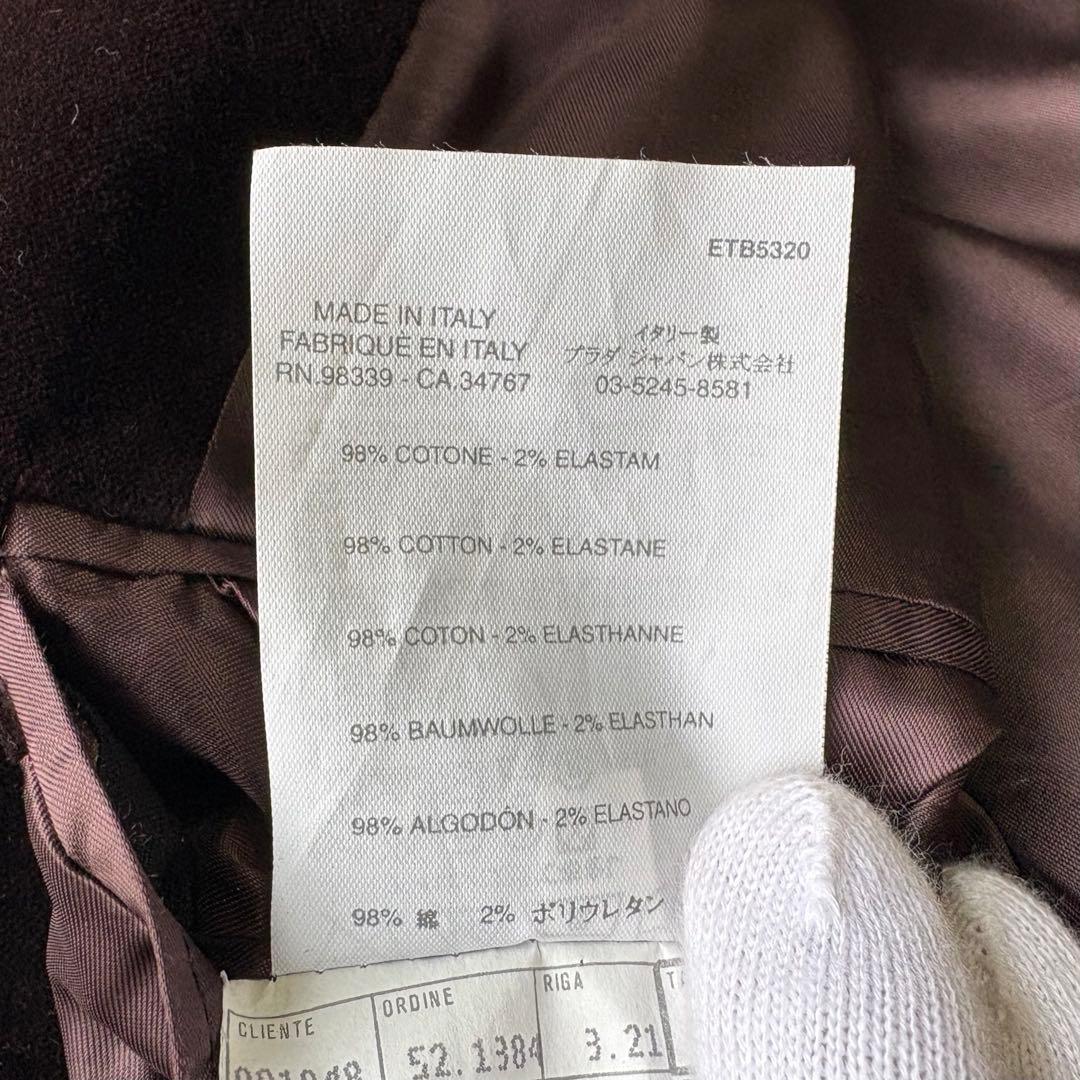 ETB5320
MADE IN ITALY
FABRIQUE EN ITALY
RN.98339 - CA.34767
イタリー製
プラダ ジャパン株式会社
03-5245-8581
98% COTONE - 2% ELASTAM
98% COTTON - 2% ELASTANE
98% COTON - 2% ELASTHANNE
98% BAUMWOLLE - 2% ELASTHAN
98% ALGODÓN - 2% ELASTANO
98% 綿 2% ポリウレタン
CLIENTE
ORDINE
52.1384
RIGA
3.21